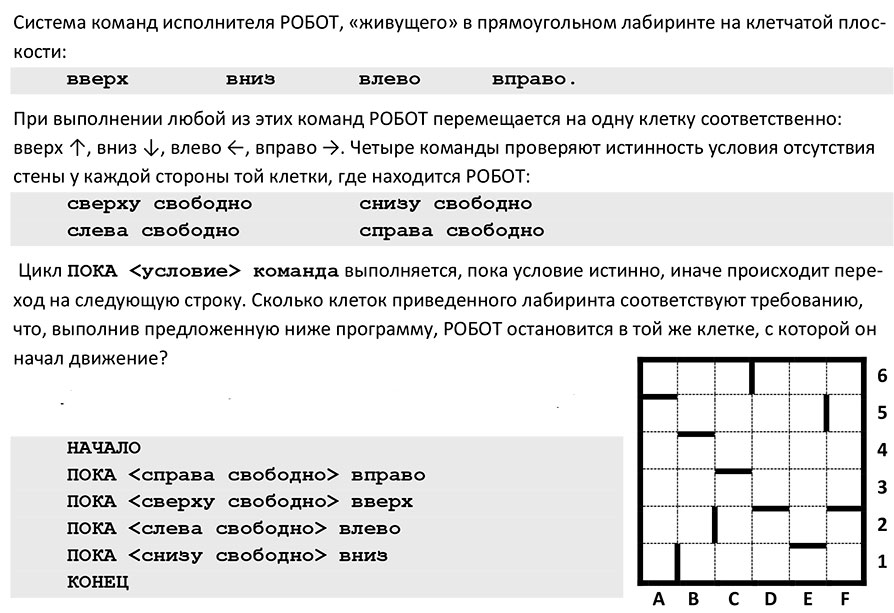 Система команд исполнителя РОБОТ, «живущего» в прямоугольном лабиринте на клетчатой плос-
кости:
вверх вниз влево вправо.
При выполнении любой из этих команд РОБОТ перемещается на одну клетку соответственно:
вверх ↑, вниз ↓, влево ←, вправо →. Четыре команды проверяют истинность условия отсутствия
стены у каждой стороны той клетки, где находится РОБОТ:
сверху свободно снизу свободно
слева свободно справа свободно
Цикл ПОКА <условие> команда выполняется, пока условие истинно, иначе происходит пере-
ход на следующую строку. Сколько клеток приведенного лабиринта соответствуют требованию,
что, выполнив предложенную ниже программу, РОБОТ остановится в той же клетке, с которой он
начал движение?
НАЧАЛО
ПОКА <справа свободно> вправо
ПОКА <сверху свободно> вверх
ПОКА <слева свободно> влево
ПОКА <снизу свободно> вниз
КОНЕЦ
6
5
4
3
2
1
A B C D E F